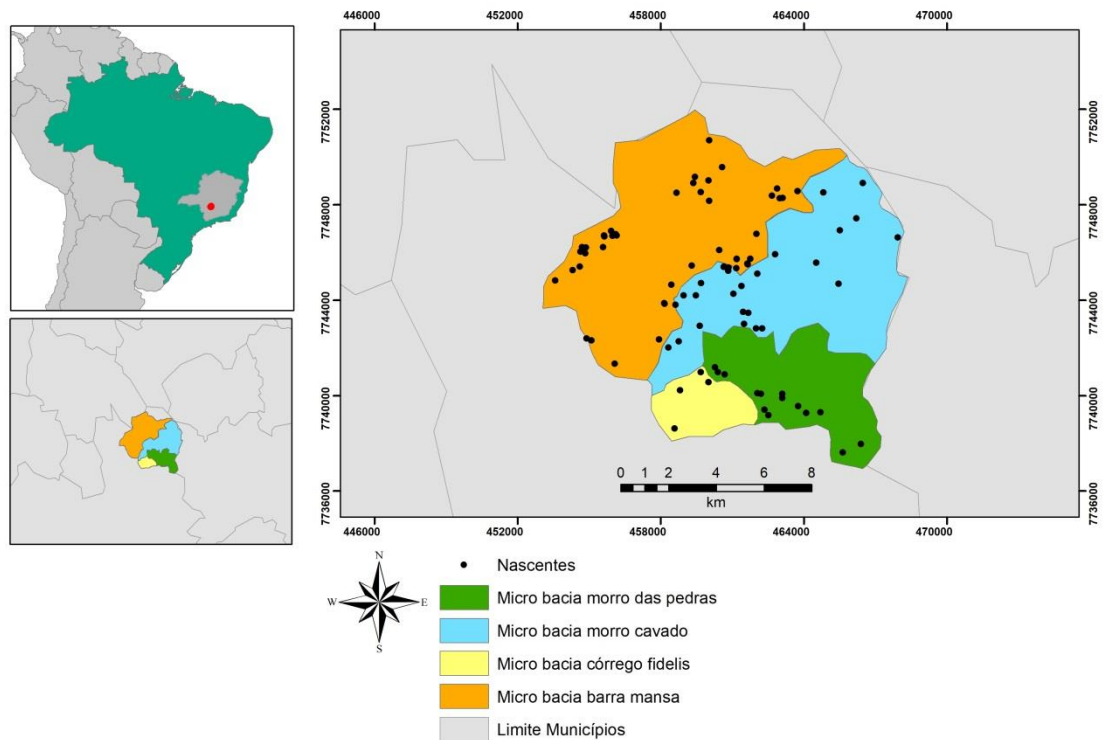 446000 452000 458000 464000 470000
7752000 7752000
7748000 7748000
7744000 7744000
7740000 7740000
7736000 7736000
0 1 2 4 6 8
km
446000 452000 458000 464000 470000
N
W E
S
Nascentes
Micro bacia morro das pedras
Micro bacia morro cavado
Micro bacia córrego fidelis
Micro bacia barra mansa
Limite Municípios